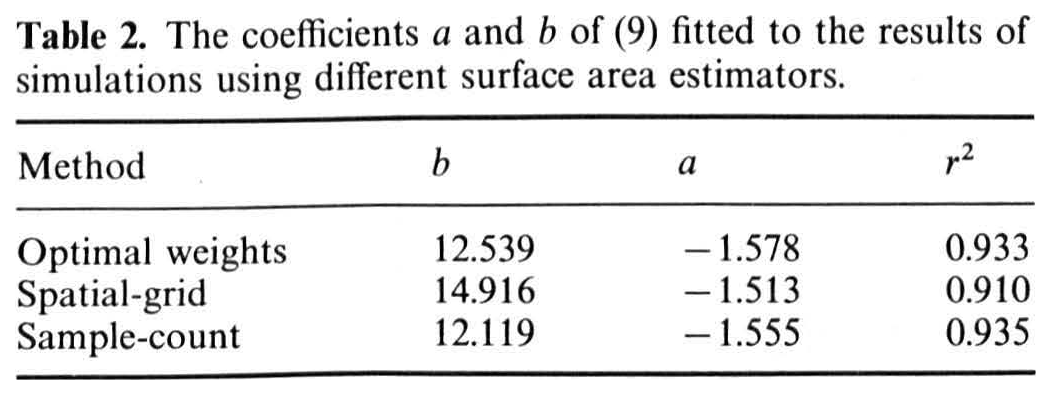 Table 2. The coefficients a and b of (9) fitted to the results of
simulations using different surface area estimators.
Method b a r²
Optimal weights 12.539 −1.578 0.933
Spatial-grid 14.916 −1.513 0.910
Sample-count 12.119 −1.555 0.935